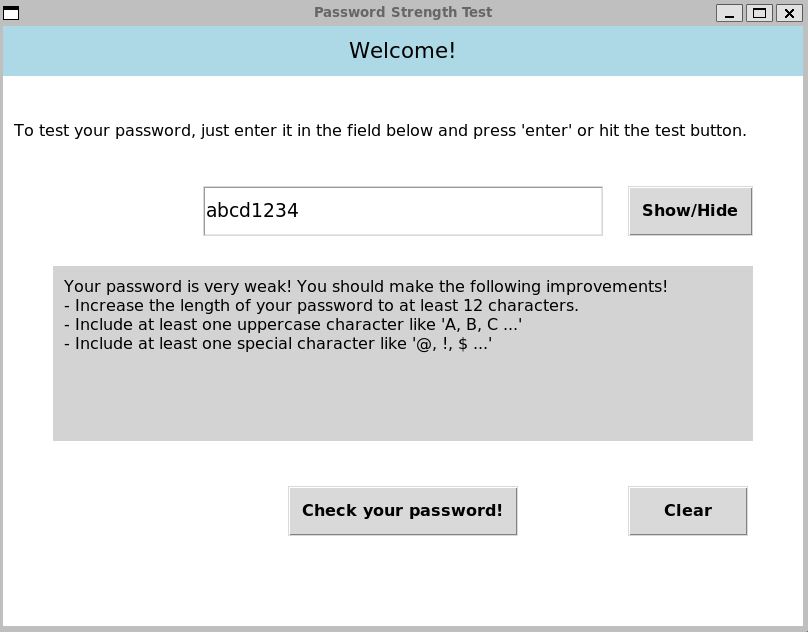 Password Strength Test
Welcome!
To test your password, just enter it in the field below and press 'enter' or hit the test button.
abcd1234
Show/Hide
Your password is very weak! You should make the following improvements!
- Increase the length of your password to at least 12 characters.
- Include at least one uppercase character like 'A, B, C ...'
- Include at least one special character like '@, !, $ ...'
Check your password!
Clear